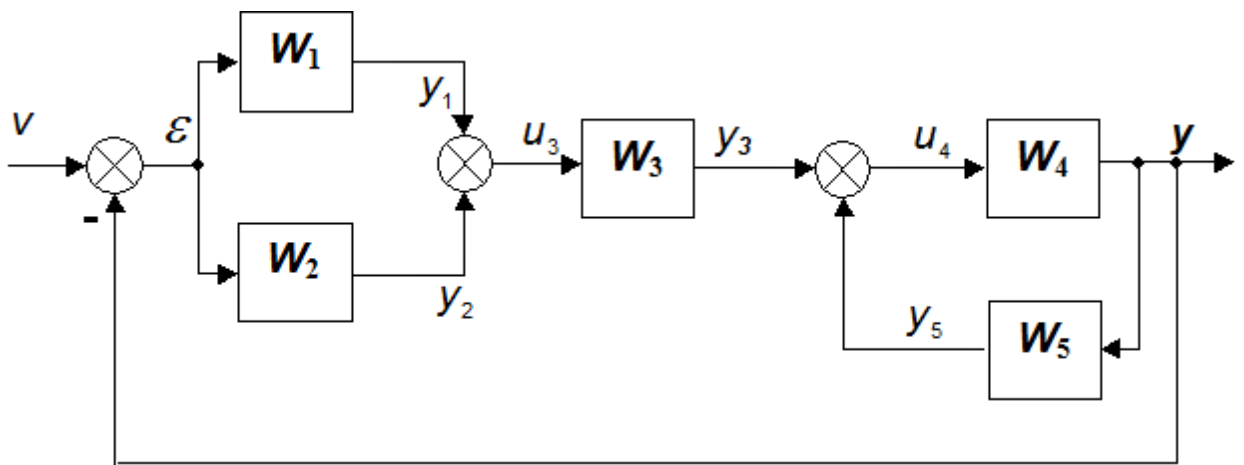 W₁
v
ε
y₁
u₃
W₃
y₃
u₄
W₄
y
-
W₂
y₂
y₅
W₅